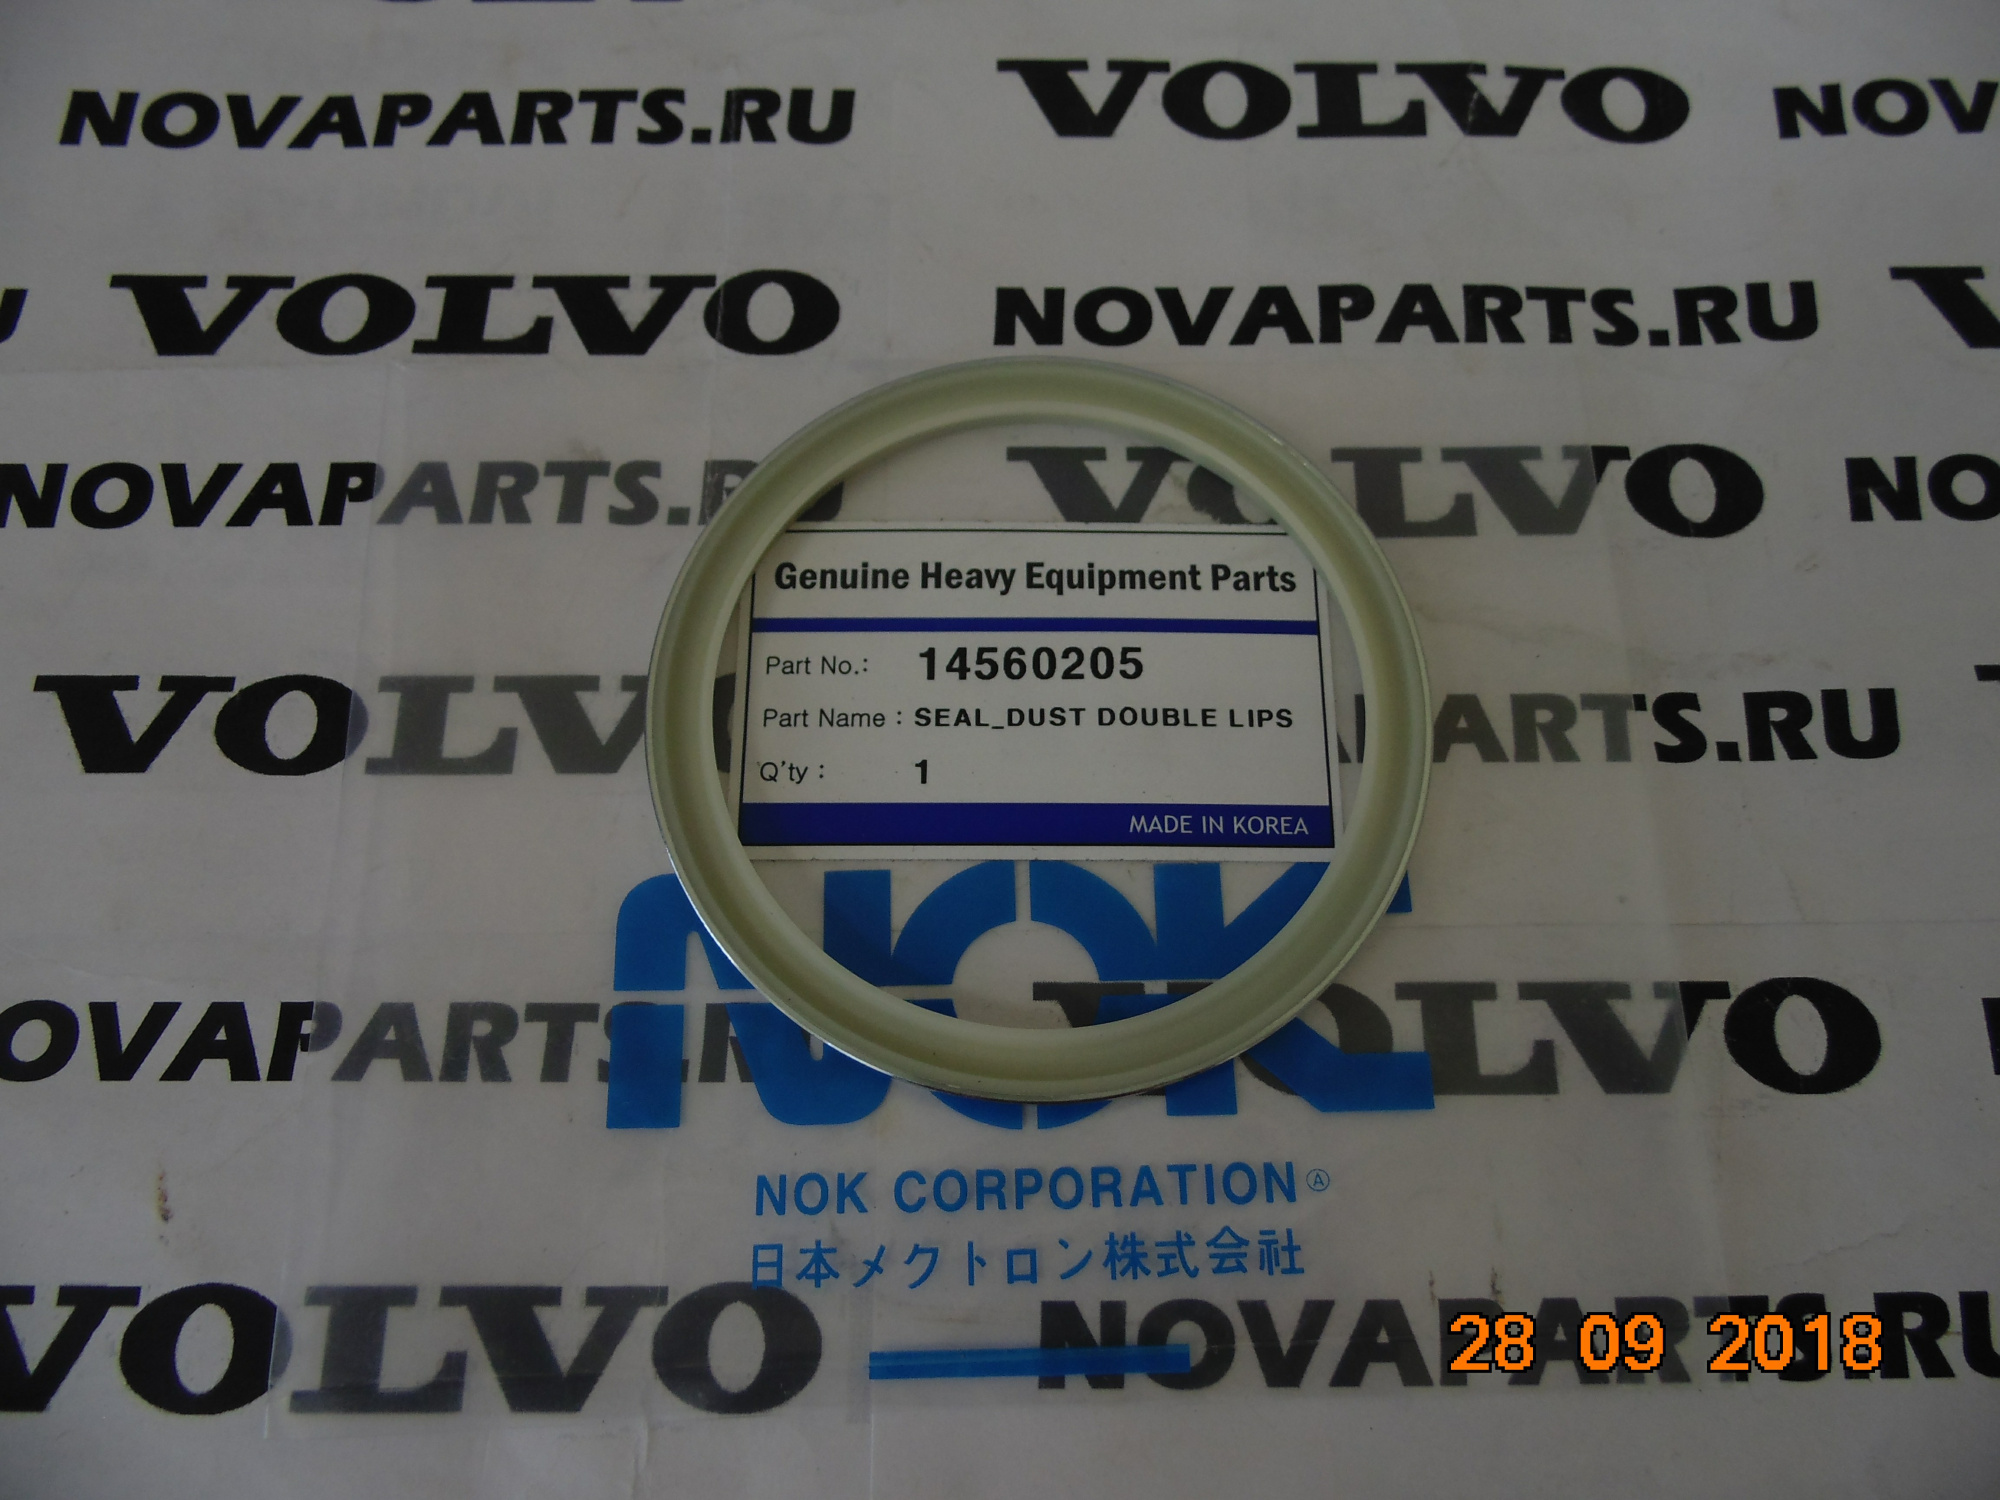 NOVAPARTS.RU VOLVO NOV
VOLVO NOVAPARTS.RU
NOVAPARTS.R VOLVO NO
Genuine Heavy Equipment Parts
Part No.: 14560205
VOLVO PARTS.RU
Part Name : SEAL_DUST DOUBLE LIPS
Q'ty : 1
MADE IN KOREA
NOK
OVAPARTS.R VOLVO
NOK CORPORATION Ⓐ
日本メクトロン株式会社
VOLVO NOVAPARTS.RU
28 09 2018